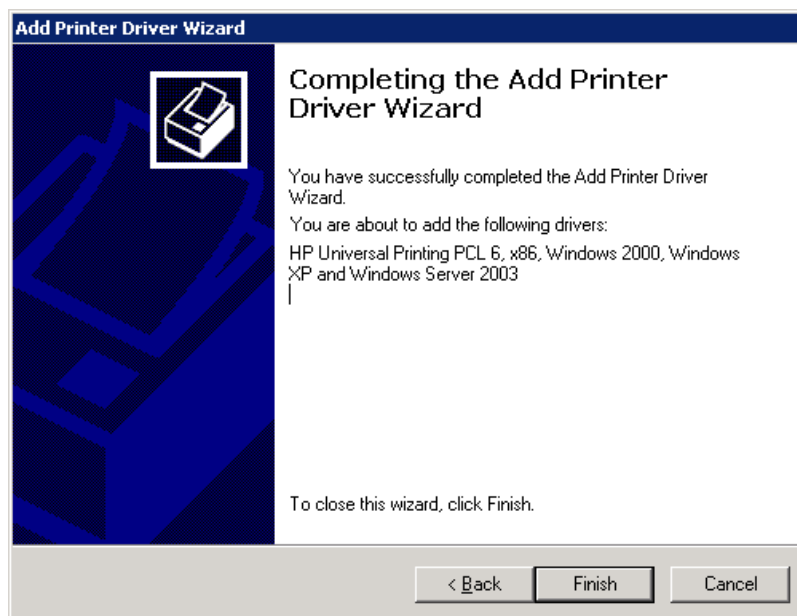 Add Printer Driver Wizard
Completing the Add Printer
Driver Wizard
You have successfully completed the Add Printer Driver
Wizard.
You are about to add the following drivers:
HP Universal Printing PCL 6, x86, Windows 2000, Windows
XP and Windows Server 2003
To close this wizard, click Finish.
< Back Finish Cancel